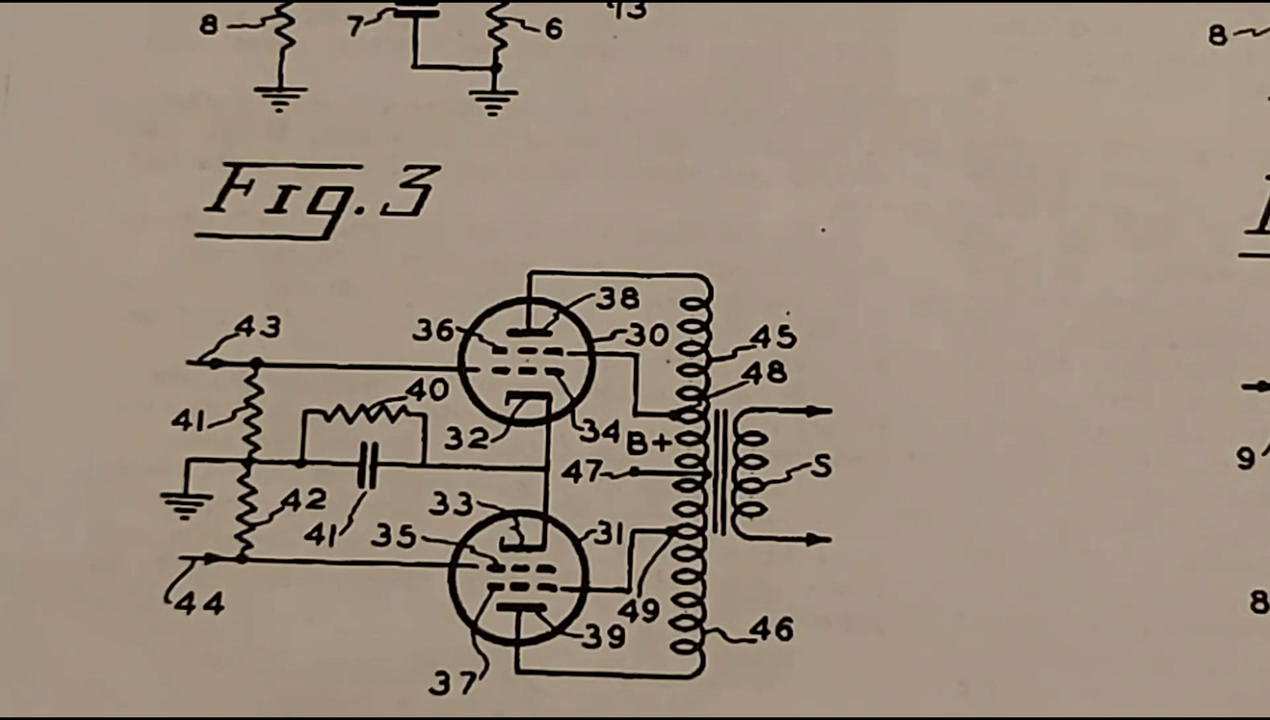 8 7 6 8
Fig. 3
43 36 38 30 45
48
41 40
32 34 B+
47 S 9
42 33
41 35 31
44 49 8
39 46
37